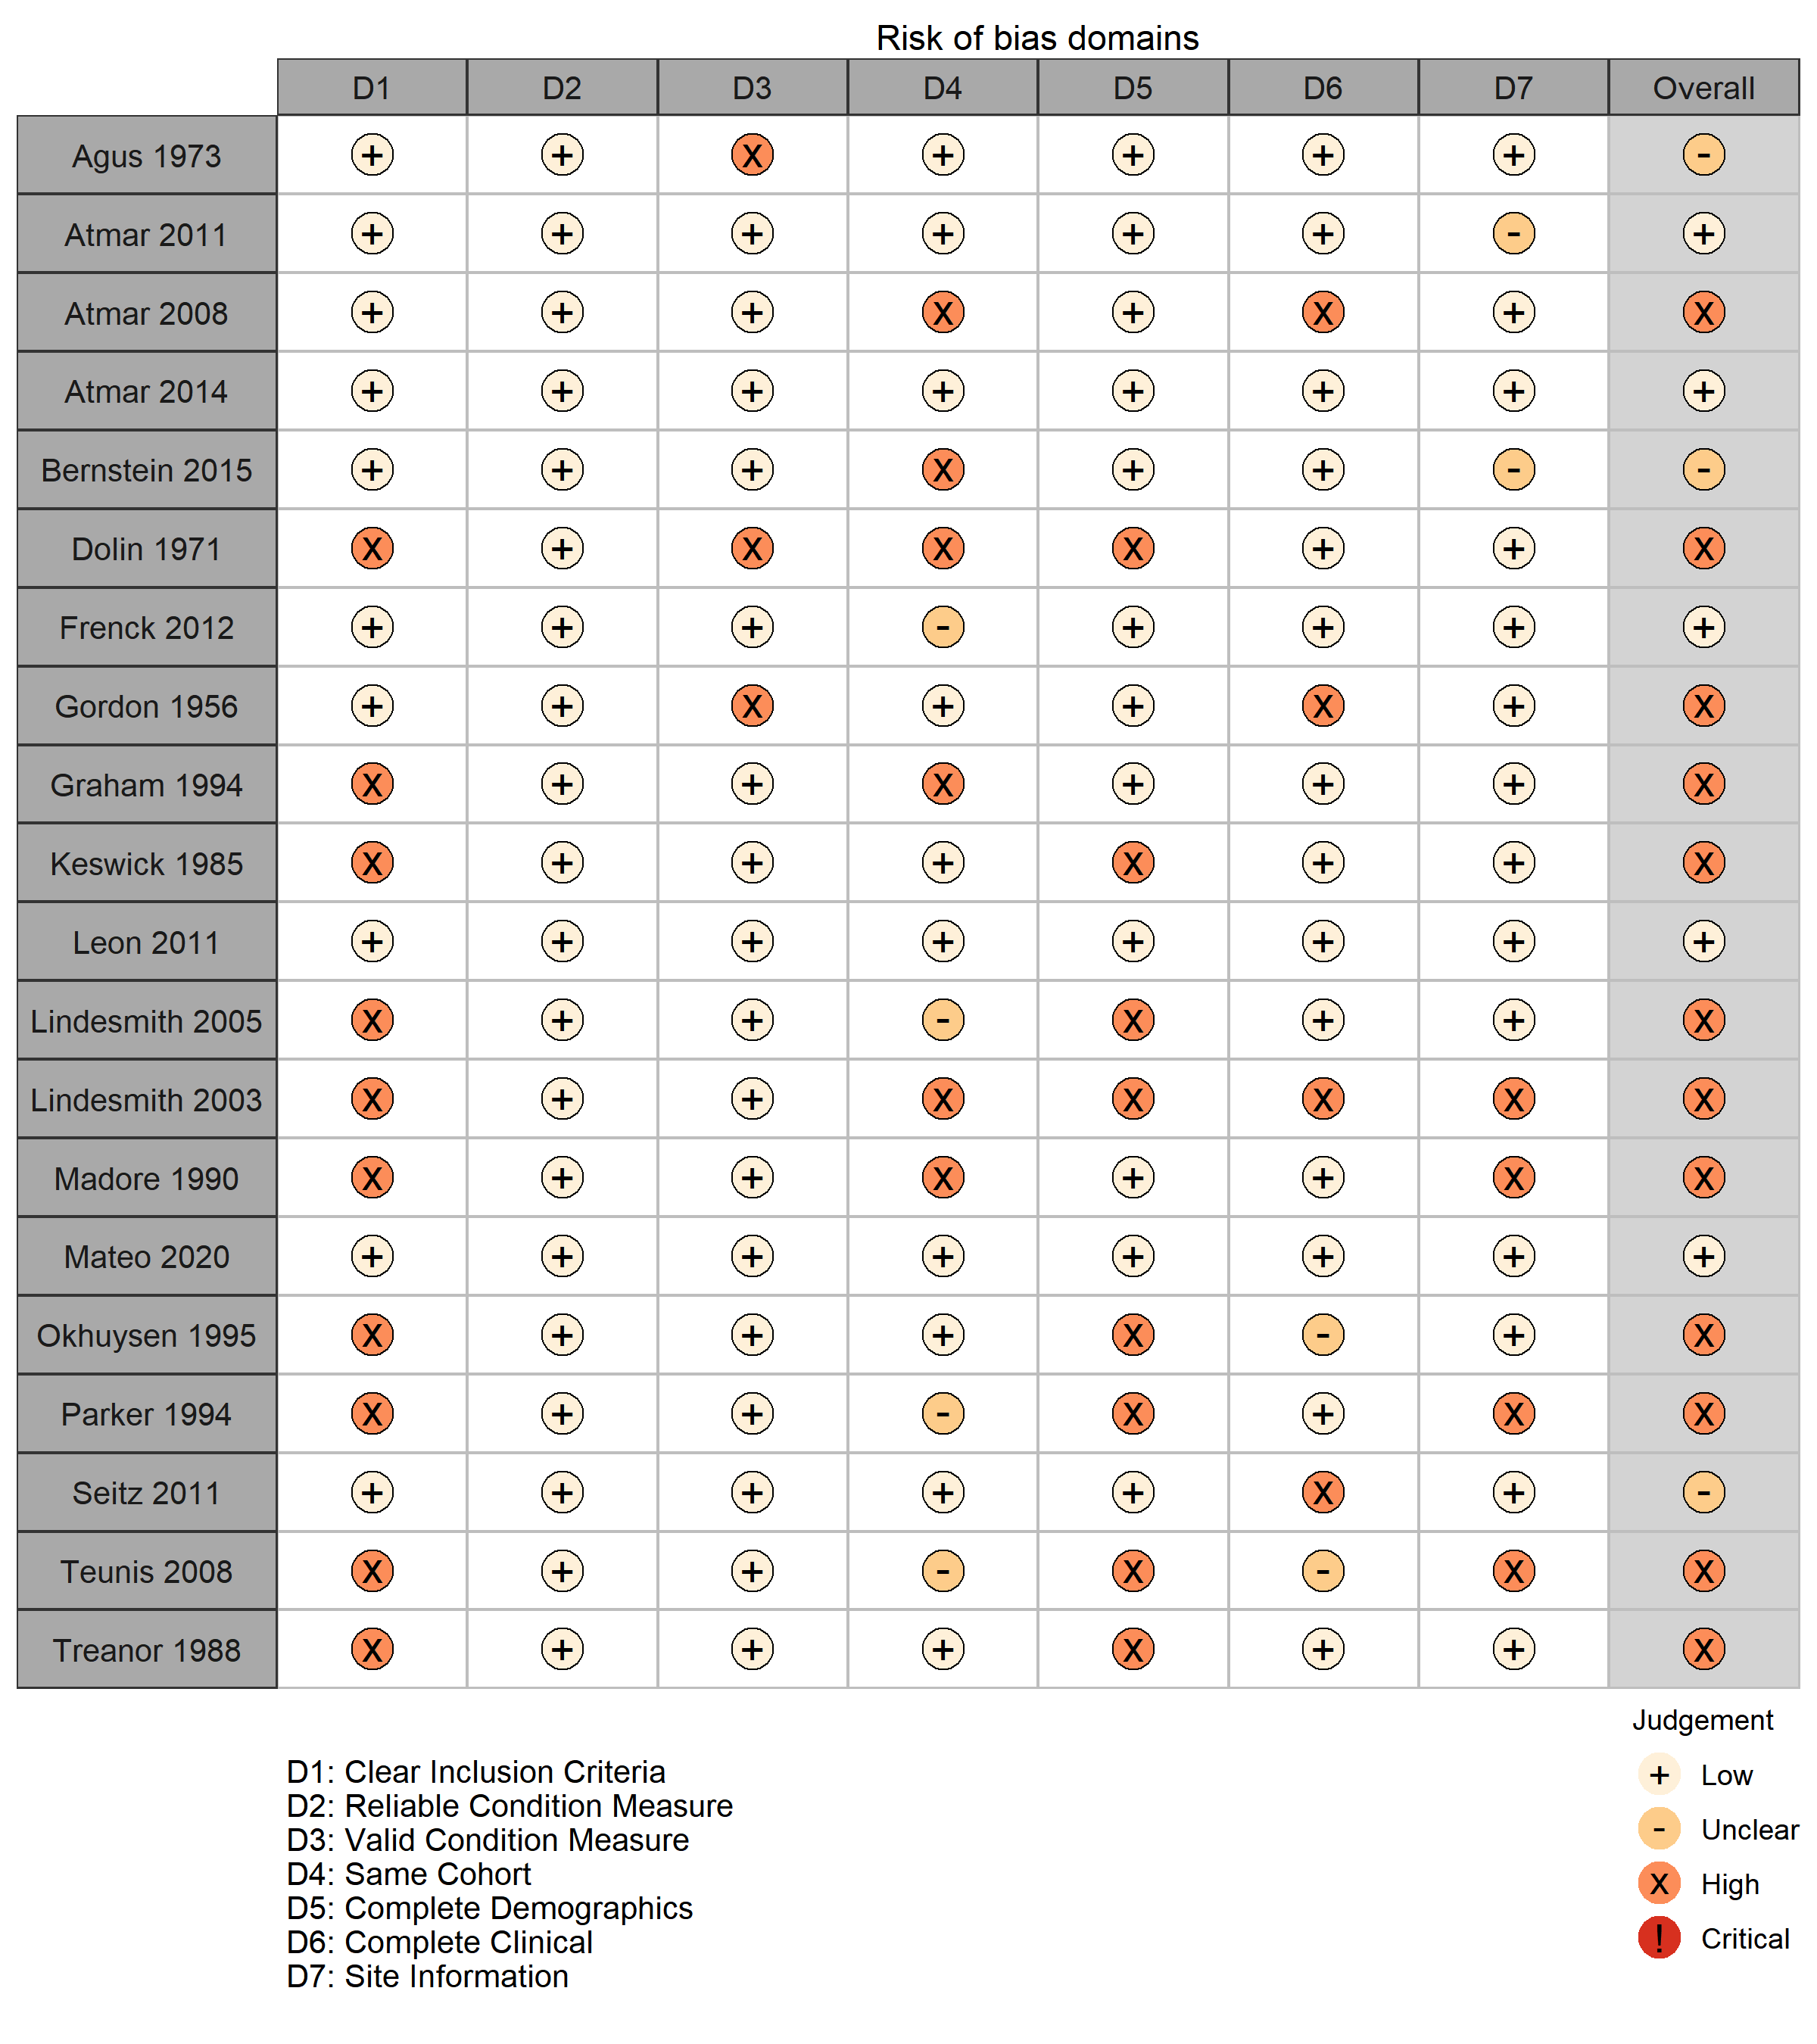 Risk of bias domains
D1 D2 D3 D4 D5 D6 D7 Overall
Agus 1973 + + X + + + + -
Atmar 2011 + + + + + + - +
Atmar 2008 + + + X + X + X
Atmar 2014 + + + + + + + +
Bernstein 2015 + + + X + + - -
Dolin 1971 X + X X X + + X
Frenck 2012 + + + - + + + +
Gordon 1956 + + X + + X + X
Graham 1994 X + + X + + + X
Keswick 1985 X + + + X + + X
Leon 2011 + + + + + + + +
Lindesmith 2005 X + + - X + + X
Lindesmith 2003 X + + X X X X X
Madore 1990 X + + X + + X X
Mateo 2020 + + + + + + + +
Okhuysen 1995 X + + + X - + X
Parker 1994 X + + - X + X X
Seitz 2011 + + + + + X + -
Teunis 2008 X + + - X - X X
Treanor 1988 X + + + X + + X
D1: Clear Inclusion Criteria
D2: Reliable Condition Measure
D3: Valid Condition Measure
D4: Same Cohort
D5: Complete Demographics
D6: Complete Clinical
D7: Site Information
Judgement
+ Low
- Unclear
X High
! Critical